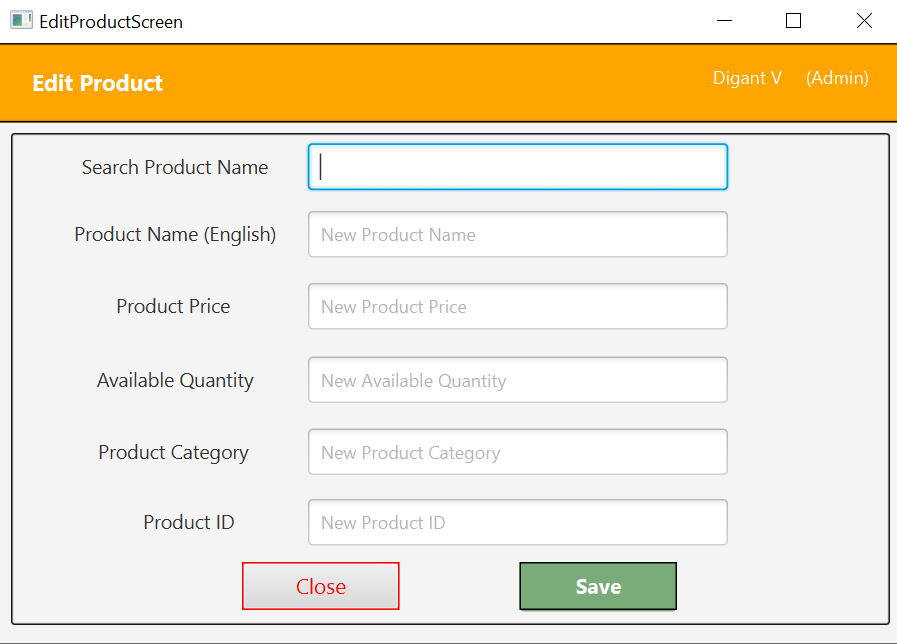 EditProductScreen
Edit Product
Digant V (Admin)
Search Product Name
Product Name (English) New Product Name
Product Price New Product Price
Available Quantity New Available Quantity
Product Category New Product Category
Product ID New Product ID
Close Save